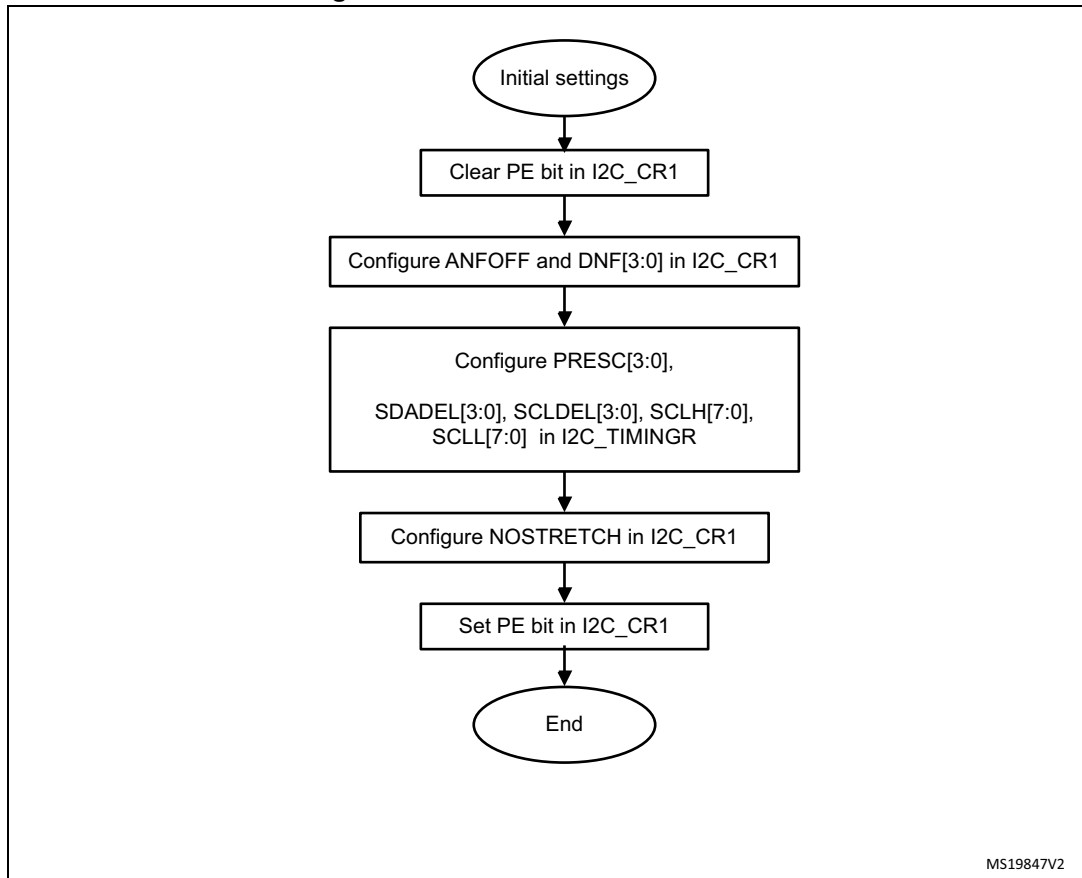 Initial settings
Clear PE bit in I2C_CR1
Configure ANFOFF and DNF[3:0] in I2C_CR1
Configure PRESC[3:0],
SDADEL[3:0], SCLDEL[3:0], SCLH[7:0],
SCLL[7:0] in I2C_TIMINGR
Configure NOSTRETCH in I2C_CR1
Set PE bit in I2C_CR1
End
MS19847V2